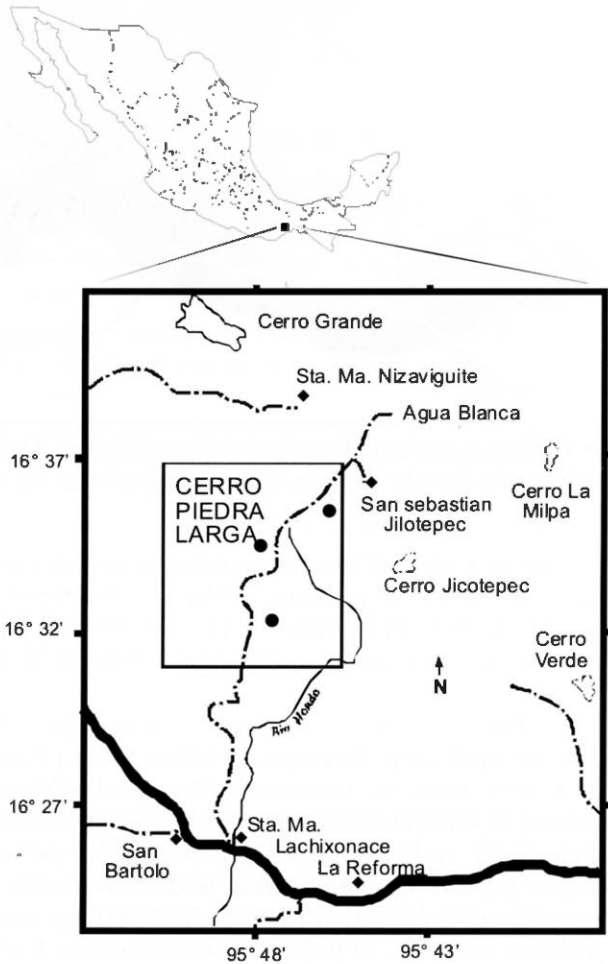 Cerro Grande
Sta. Ma. Nizaviguite
Agua Blanca
16° 37'
CERRO
PIEDRA
LARGA
San sebastian
Jilotepec
Cerro La
Milpa
Cerro Jicotepec
16° 32'
Cerro
Verde
N
Rio Hondo
16° 27'
Sta. Ma.
Lachixonace
San
Bartolo
La Reforma
95° 48'
95° 43'